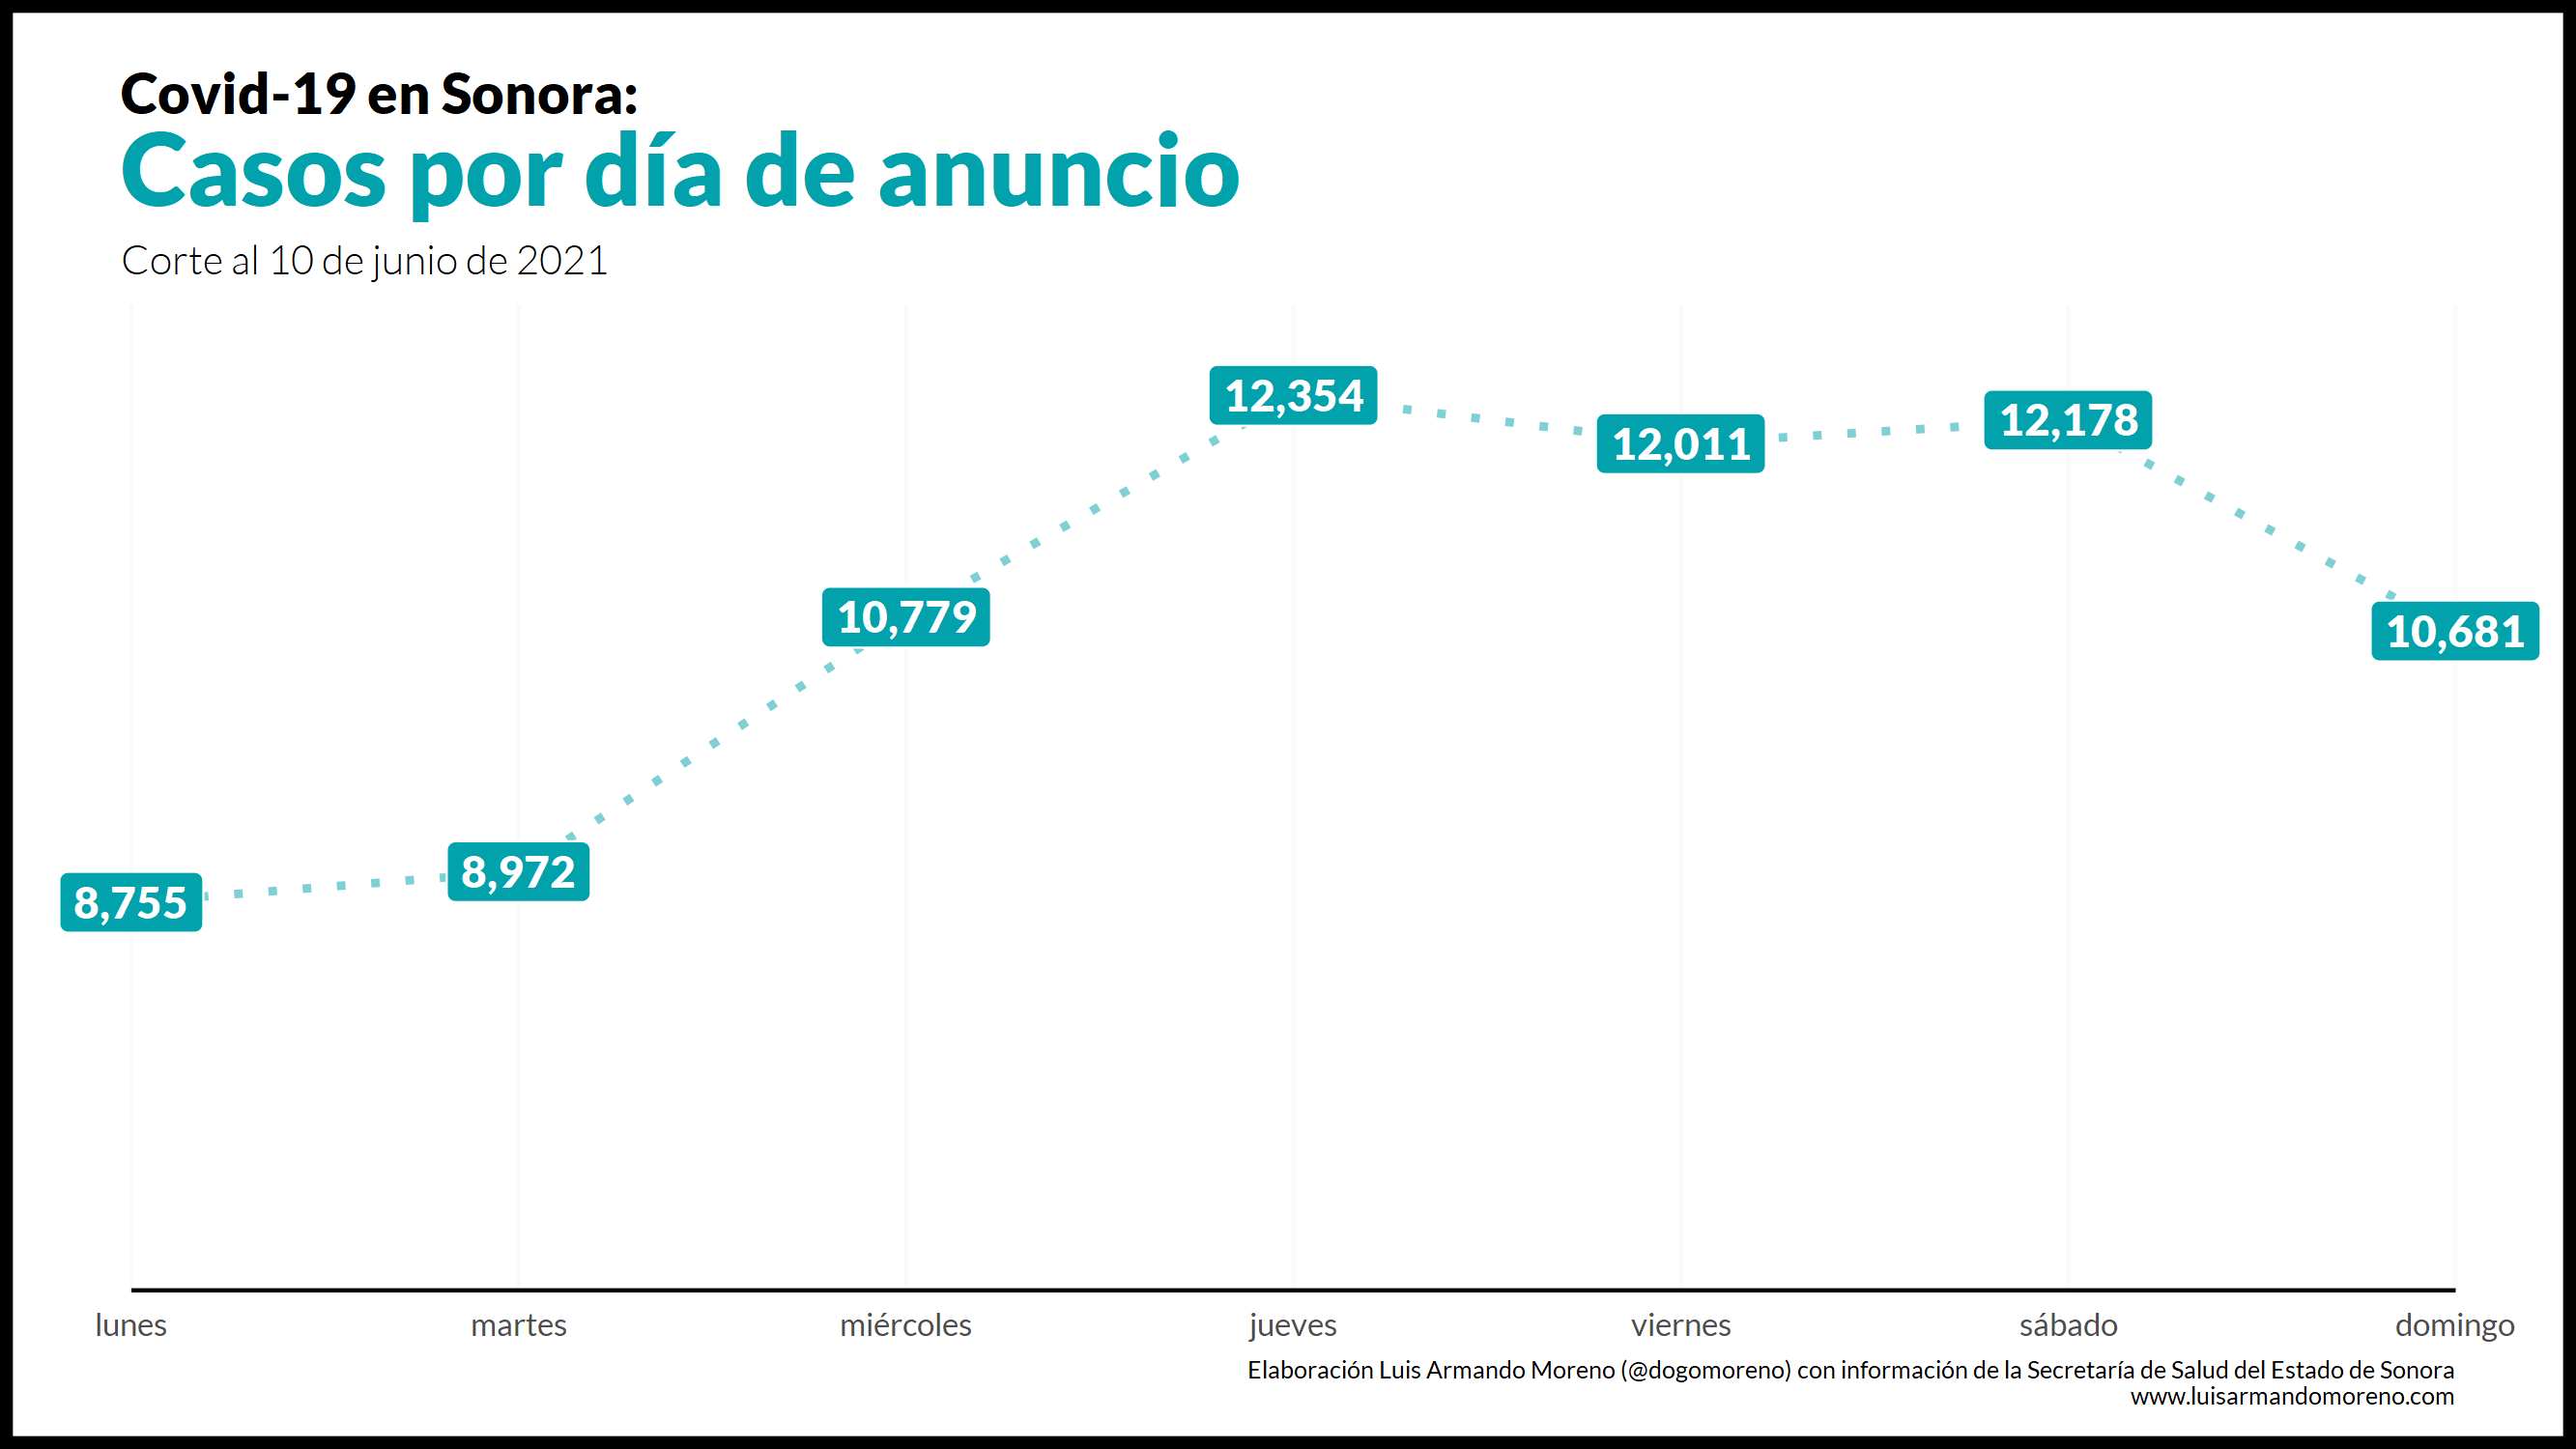 Covid-19 en Sonora:
Casos por día de anuncio
Corte al 10 de junio de 2021
12,354
12,178
12,011
10,779
10,681
8,972
8,755
lunes martes miércoles jueves viernes sábado domingo
Elaboración Luis Armando Moreno (@dogomoreno) con información de la Secretaría de Salud del Estado de Sonora
www.luisarmandomoreno.com